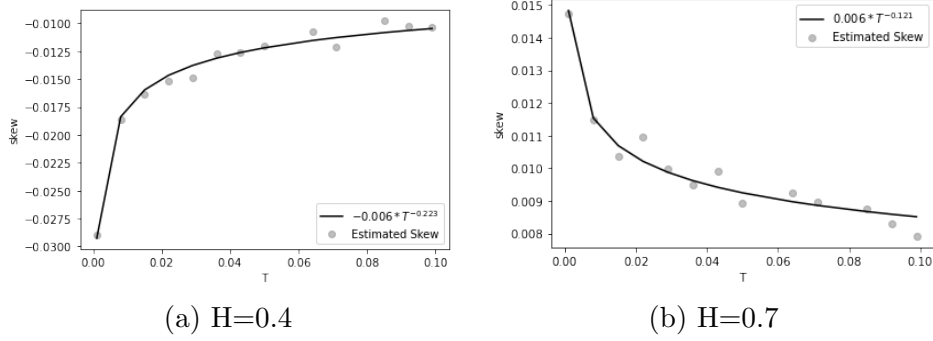 −0.0100
−0.0125
−0.0150
−0.0175
−0.0200
−0.0225
−0.0250
−0.0275
−0.0300
skew
0.00 0.02 0.04 0.06 0.08 0.10
T
−0.006 * T^−0.223
Estimated Skew
(a) H=0.4
0.015
0.014
0.013
0.012
0.011
0.010
0.009
0.008
skew
0.00 0.02 0.04 0.06 0.08 0.10
T
0.006 * T^−0.121
Estimated Skew
(b) H=0.7